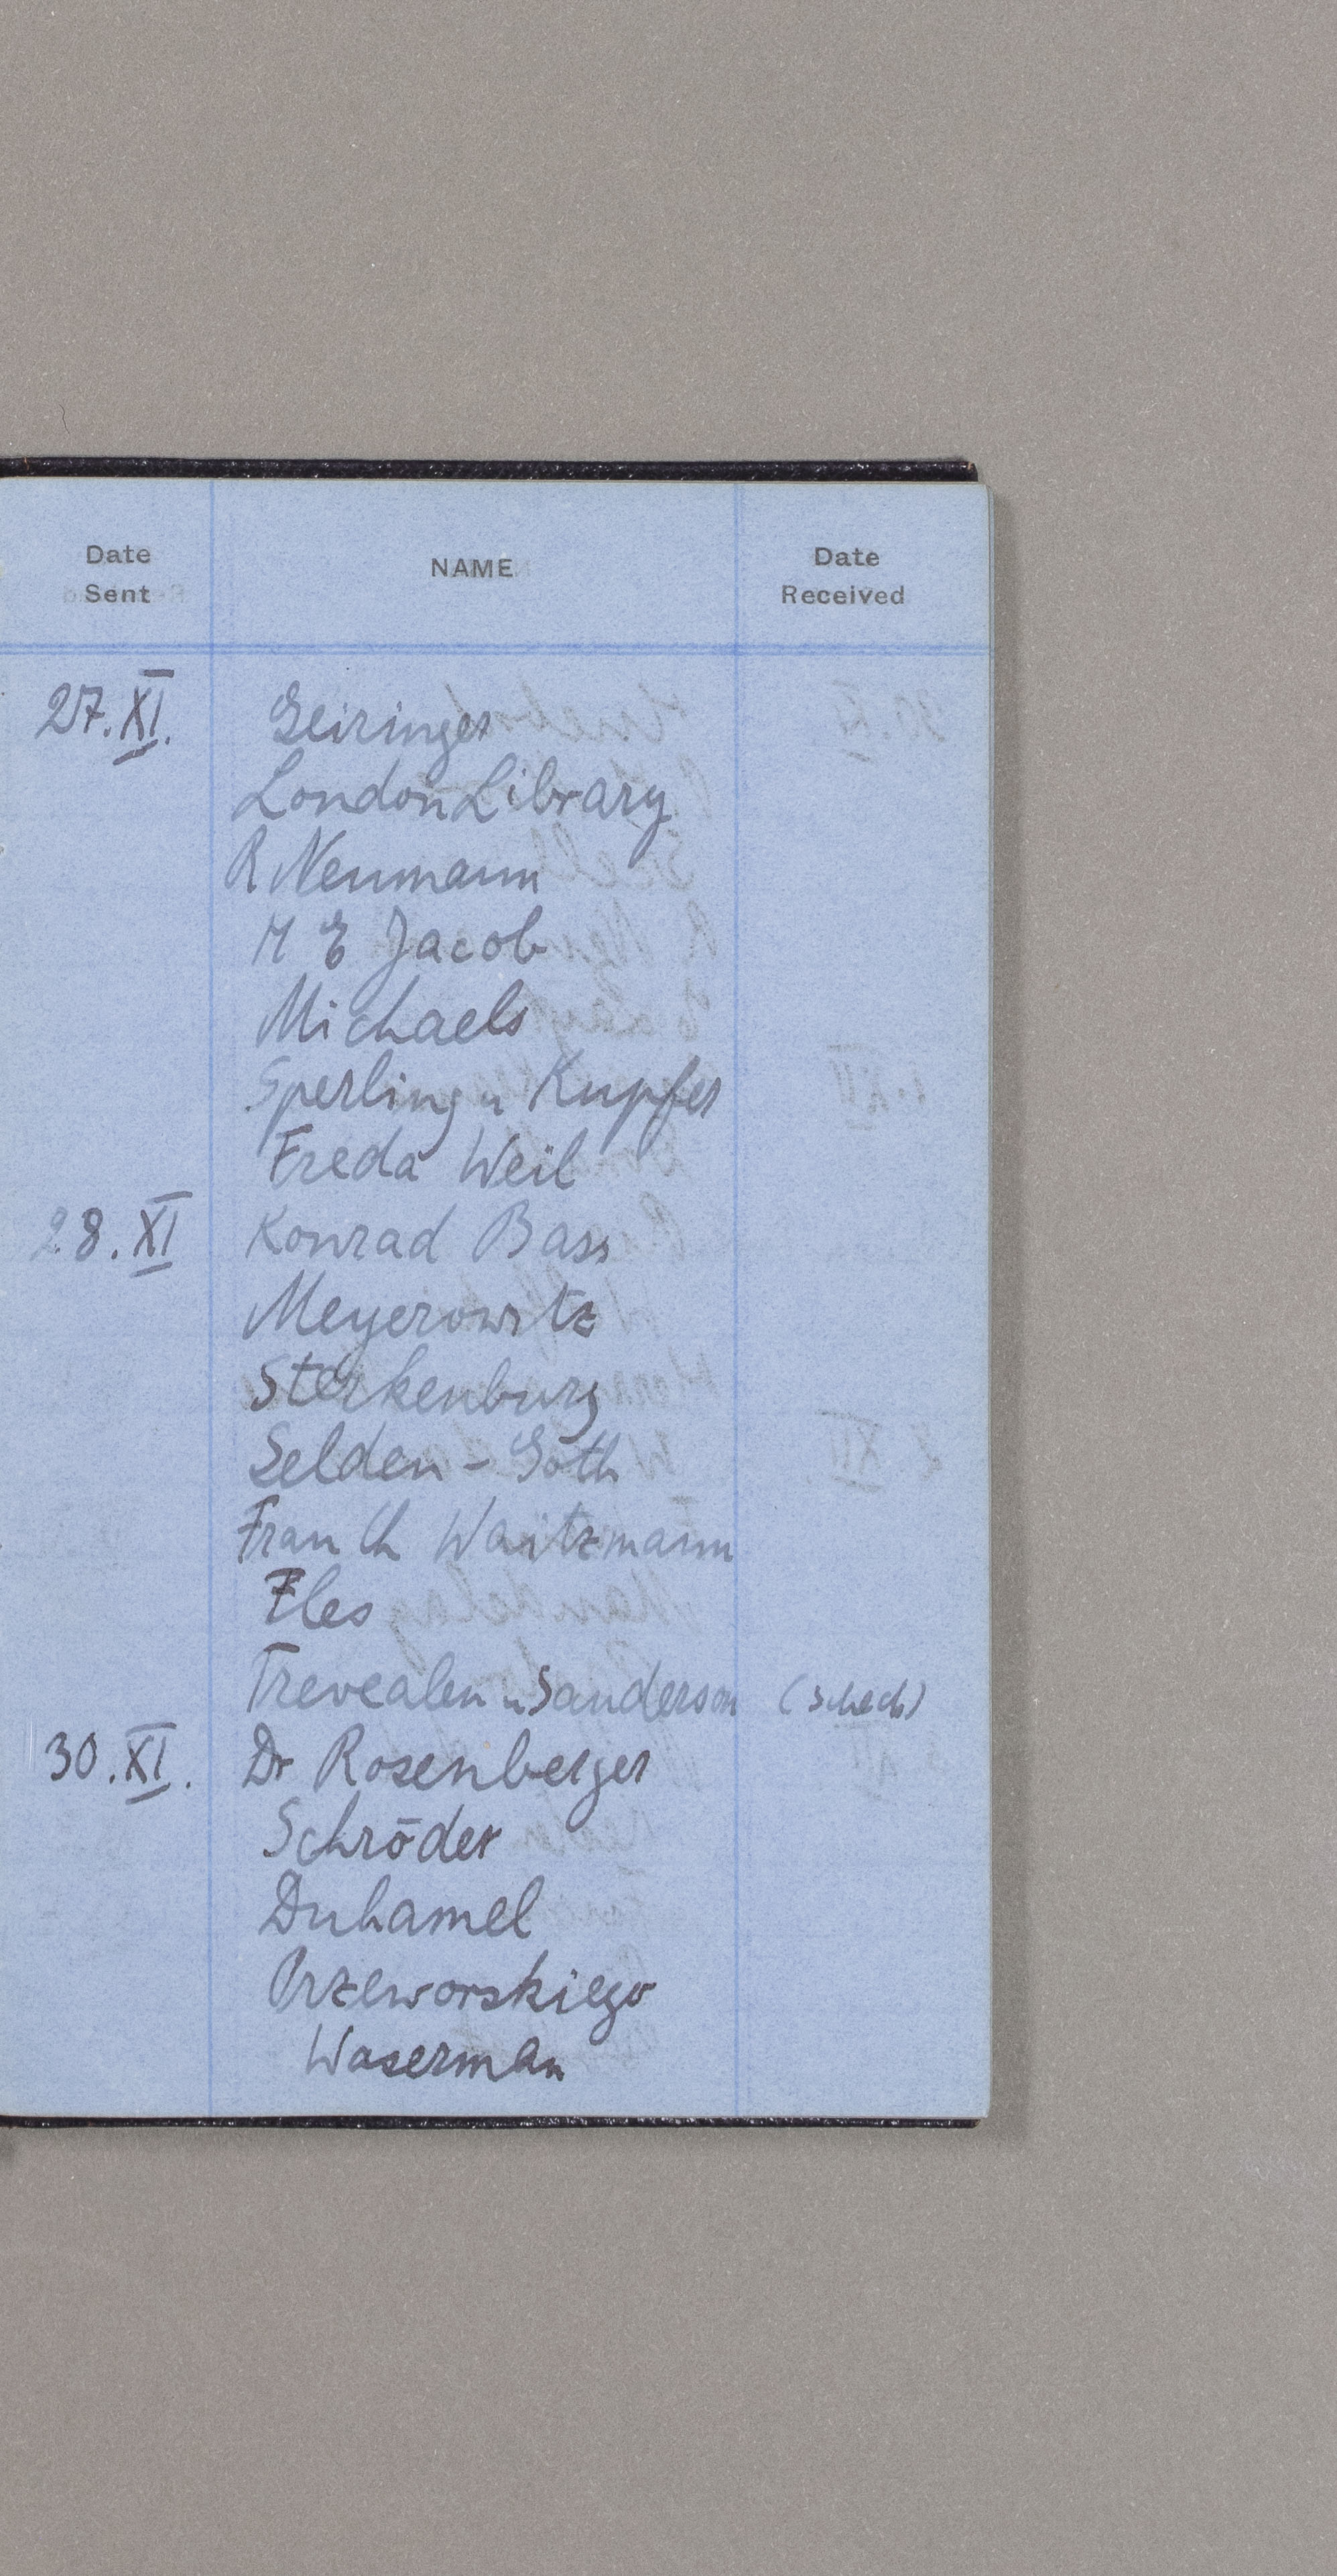 Date Sent NAME Date Received
27.XI. Geiringer
London Library
R Neumann
H E Jacob
Michaels
Sperling u Kupfer
Freda Weil
28.XI Konrad Bass
Meyerowitz
Sterkenburg
Selden-Goth
Frau Ch Waitzmann
Fles
Trevealen u Sanderson (Scheck)
30.XI. Dr Rosenberger
Schröder
Duhamel
Przeworskiego
Waserman